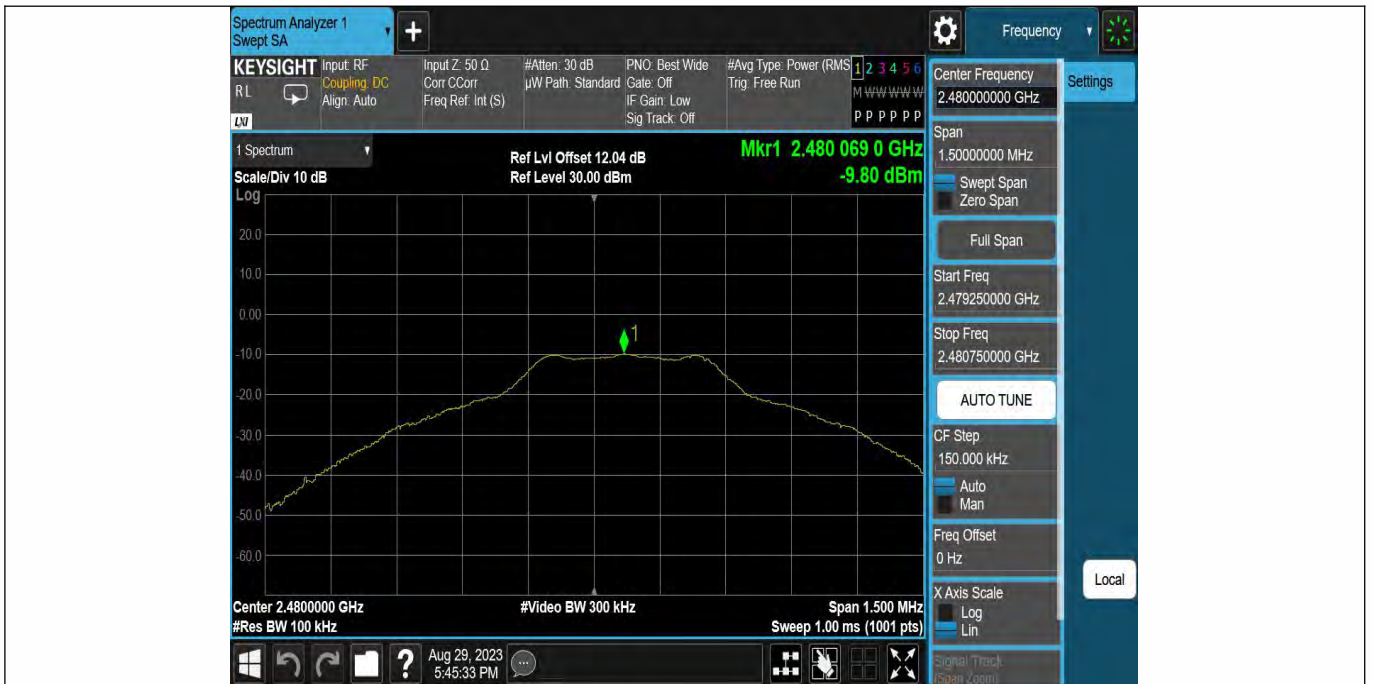 Spectrum Analyzer 1
Swept SA
+
Frequency
KEYSIGHT
RL
LXI
Input: RF
Coupling: DC
Align: Auto
Input Z: 50 Ω
Corr CCorr
Freq Ref: Int (S)
#Atten: 30 dB
µW Path: Standard
PNO: Best Wide
Gate: Off
IF Gain: Low
Sig Track: Off
#Avg Type: Power (RMS
Trig: Free Run
1 2 3 4 5 6
M W W W W W
P P P P P P
1 Spectrum
Scale/Div 10 dB
Ref Lvl Offset 12.04 dB
Ref Level 30.00 dBm
Mkr1 2.480 069 0 GHz
-9.80 dBm
Log
20.0
10.0
0.00
1
-10.0
-20.0
-30.0
-40.0
-50.0
-60.0
Center 2.4800000 GHz
#Res BW 100 kHz
#Video BW 300 kHz
Span 1.500 MHz
Sweep 1.00 ms (1001 pts)
Center Frequency
2.480000000 GHz
Settings
Span
1.50000000 MHz
Swept Span
Zero Span
Full Span
Start Freq
2.479250000 GHz
Stop Freq
2.480750000 GHz
AUTO TUNE
CF Step
150.000 kHz
Auto
Man
Freq Offset
0 Hz
X Axis Scale
Log
Lin
Signal Track
(Span Zoom)
Local
?
Aug 29, 2023
5:45:33 PM